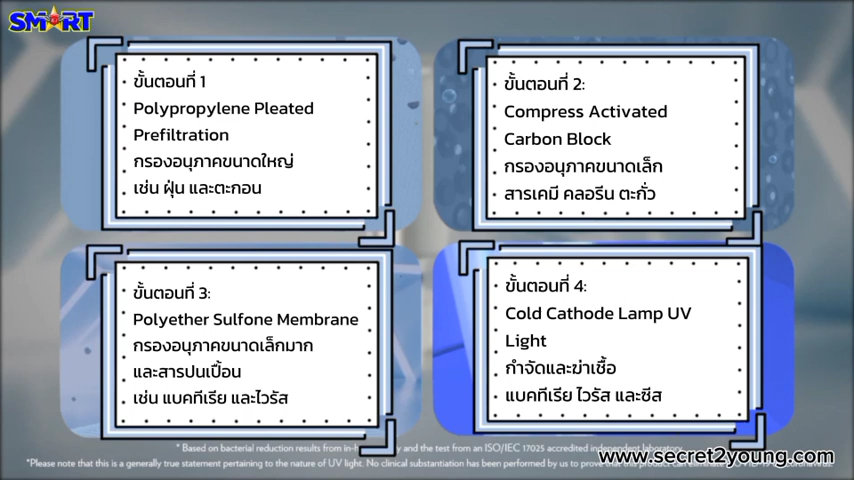 SMART
ขั้นตอนที่ 1
Polypropylene Pleated
Prefiltration
กรองอนุภาคขนาดใหญ่
เช่น ฝุ่น และตะกอน
ขั้นตอนที่ 2:
Compress Activated
Carbon Block
กรองอนุภาคขนาดเล็ก
สารเคมี คลอรีน ตะกั่ว
ขั้นตอนที่ 3:
Polyether Sulfone Membrane
กรองอนุภาคขนาดเล็กมาก
และสารปนเปื้อน
เช่น แบคทีเรีย และไวรัส
ขั้นตอนที่ 4:
Cold Cathode Lamp UV
Light
กำจัดและฆ่าเชื้อ
แบคทีเรีย ไวรัส และซีส
* Based on bacterial reduction results from and the test from an ISO/IEC 17025 accredited independent laboratory
*Please note that this is a generally true statement pertaining to the nature of UV light. No clinical substantiation has been performed by us to prove that this product can eliminate
www.secret2young.com